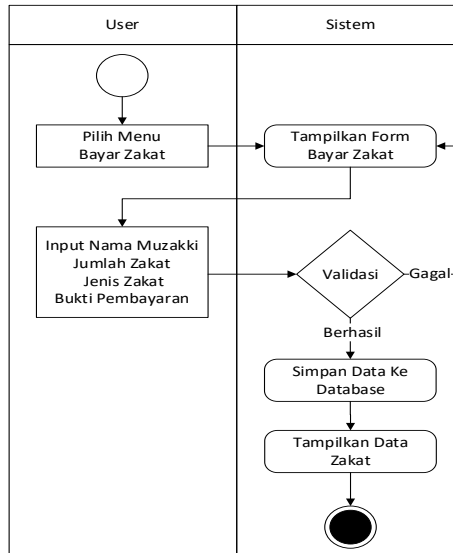 User
Sistem
Pilih Menu
Bayar Zakat
Tampilkan Form
Bayar Zakat
Input Nama Muzakki
Jumlah Zakat
Jenis Zakat
Bukti Pembayaran
Validasi
Gagal
Berhasil
Simpan Data Ke
Database
Tampilkan Data
Zakat